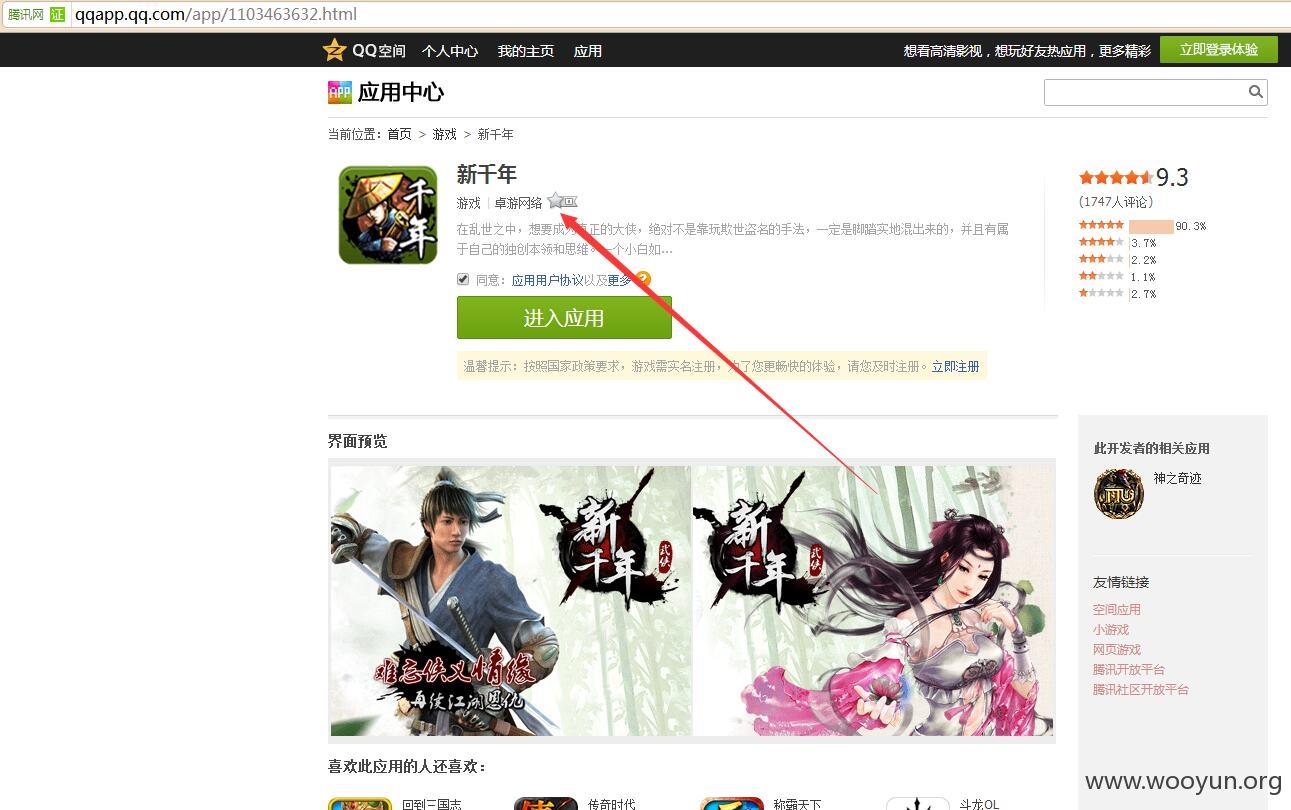 腾讯网 证 qqapp.qq.com/app/1103463632.html
QQ空间 个人中心 我的主页 应用 想看高清影视，想玩好友热应用，更多精彩 立即登录体验
APP 应用中心
当前位置：首页 > 游戏 > 新千年
千年
新千年
游戏 卓游网络
在乱世之中，想要成为真正的大侠，绝对不是靠玩欺世盗名的手法，一定是脚踏实地混出来的，并且有属
于自己的独创本领和思维。一个小白如...
同意：应用用户协议以及更多 ?
进入应用
温馨提示：按照国家政策要求，游戏需实名注册，为了您更畅快的体验，请您及时注册。立即注册
9.3
(1747人评论)
90.3%
3.7%
2.2%
1.1%
2.7%
界面预览
新千年
武侠
难忘侠义情缘
再续江湖恩仇
新千年
武侠
此开发者的相关应用
MU
神之奇迹
友情链接
空间应用
小游戏
网页游戏
腾讯开放平台
腾讯社区开放平台
喜欢此应用的人还喜欢：
回到三国志 传奇时代 称霸天下 斗龙OL
www.wooyun.org